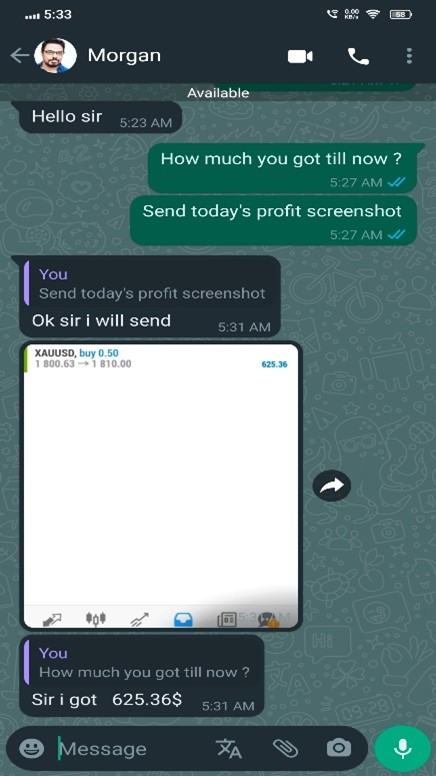 5:33
0.00
KB/s
58
Morgan
Available
Hello sir 5:23 AM
How much you got till now ?
5:27 AM
Send today's profit screenshot
5:27 AM
You
Send today's profit screenshot
Ok sir i will send 5:31 AM
XAUUSD, buy 0.50
1 800.63 → 1 810.00 625.36
Hi
You
How much you got till now ?
Sir i got 625.36$ 5:31 AM
Message